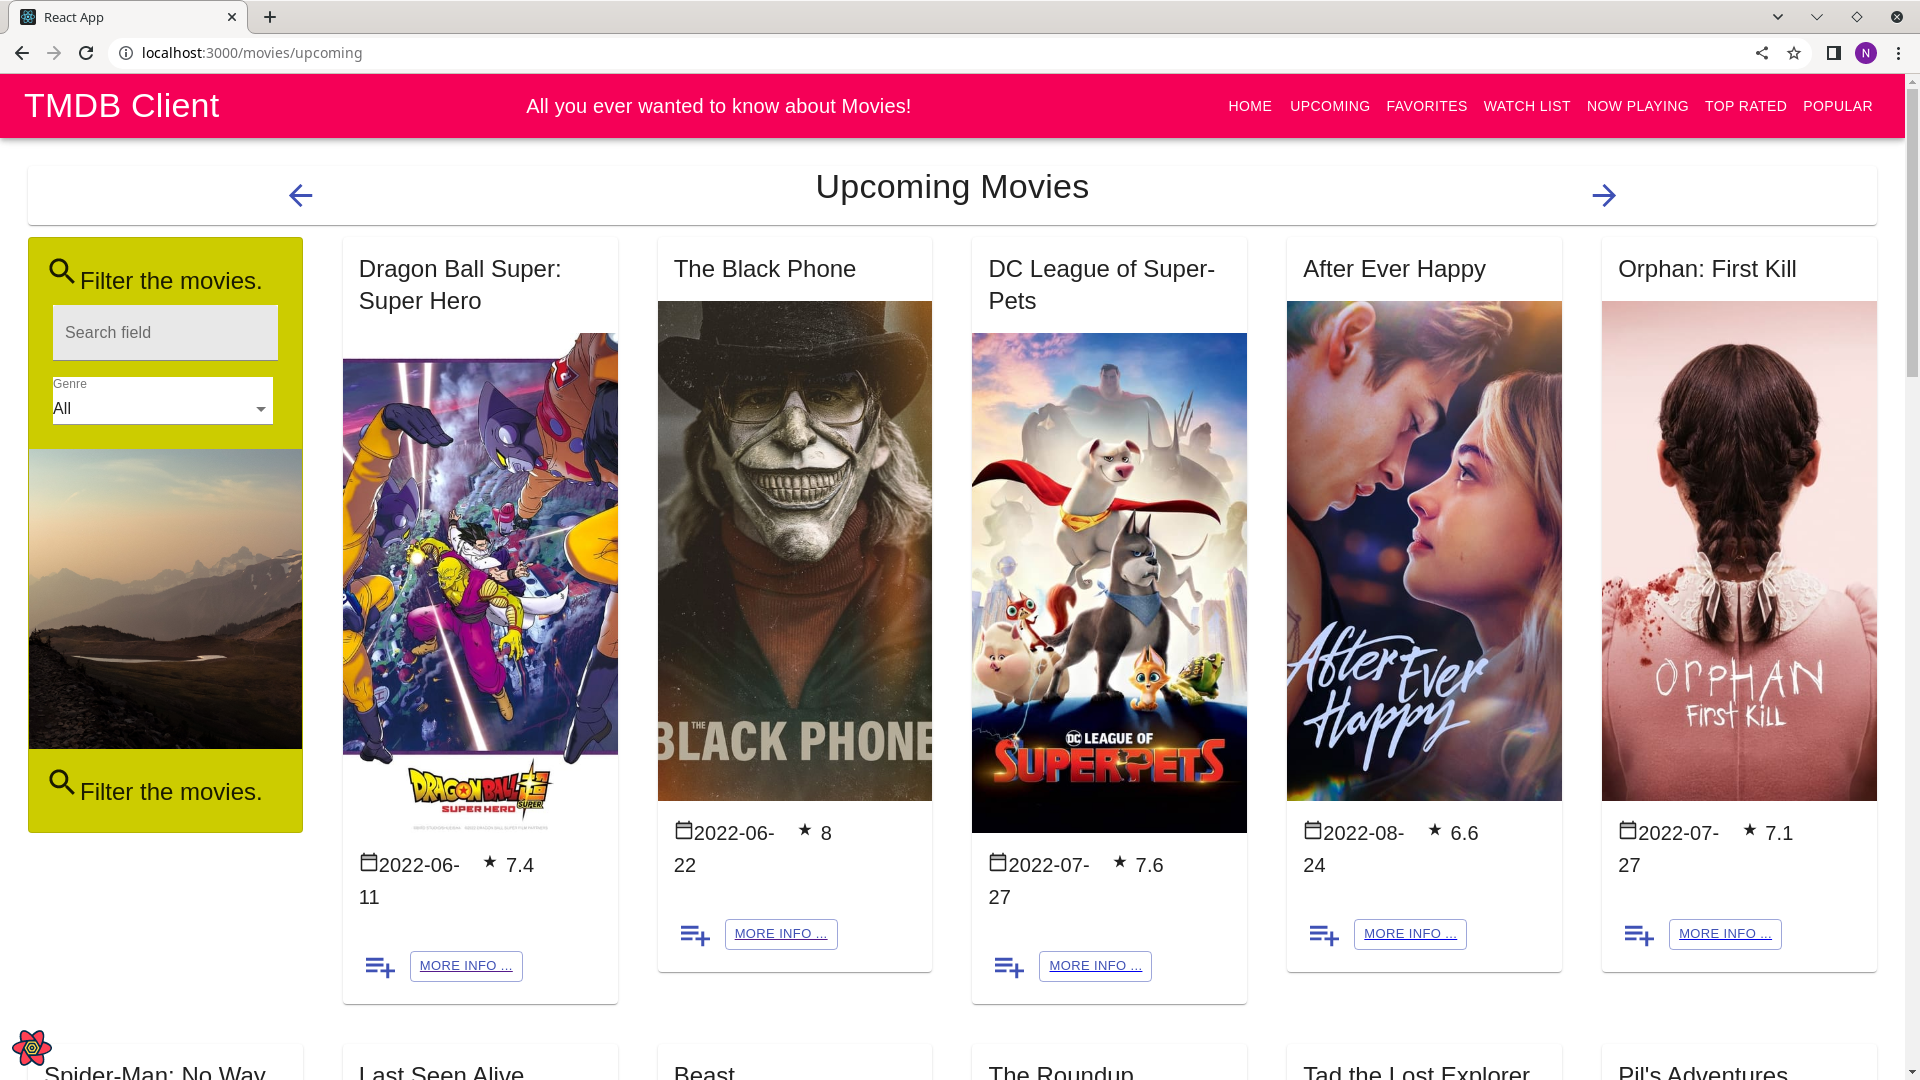 React App
localhost:3000/movies/upcoming
N
TMDB Client
All you ever wanted to know about Movies!
HOME
UPCOMING
FAVORITES
WATCH LIST
NOW PLAYING
TOP RATED
POPULAR
Upcoming Movies
Filter the movies.
Search field
Genre
All
Filter the movies.
Dragon Ball Super:
Super Hero
DRAGONBALL
SUPER
SUPER HERO
2022-06-
11
7.4
MORE INFO ...
The Black Phone
THE
BLACK PHONE
2022-06-
22
8
MORE INFO ...
DC League of Super-
Pets
DC LEAGUE OF
SUPER-PETS
2022-07-
27
7.6
MORE INFO ...
After Ever Happy
After Ever
Happy
2022-08-
24
6.6
MORE INFO ...
Orphan: First Kill
ORPHAN
First Kill
2022-07-
27
7.1
MORE INFO ...
Spider-Man: No Way
Last Seen Alive
Beast
The Roundup
Tad the Lost Explorer
Pil's Adventures